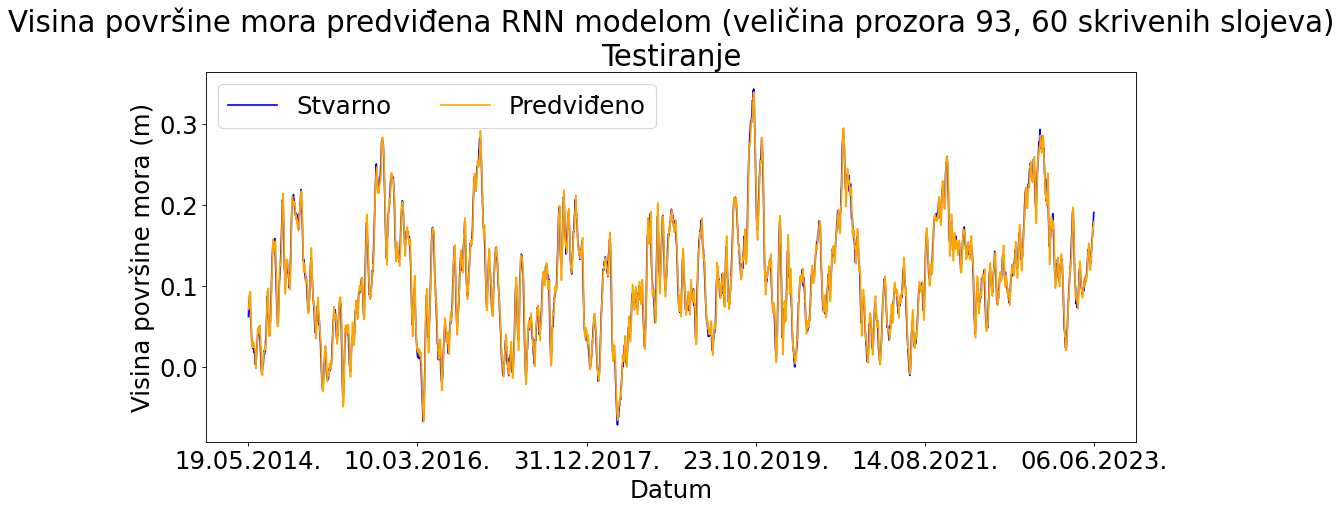 Visina površine mora predviđena RNN modelom (veličina prozora 93, 60 skrivenih slojeva)
Testiranje
Stvarno
Predviđeno
Visina površine mora (m)
0.3
0.2
0.1
0.0
19.05.2014.
10.03.2016.
31.12.2017.
23.10.2019.
14.08.2021.
06.06.2023.
Datum